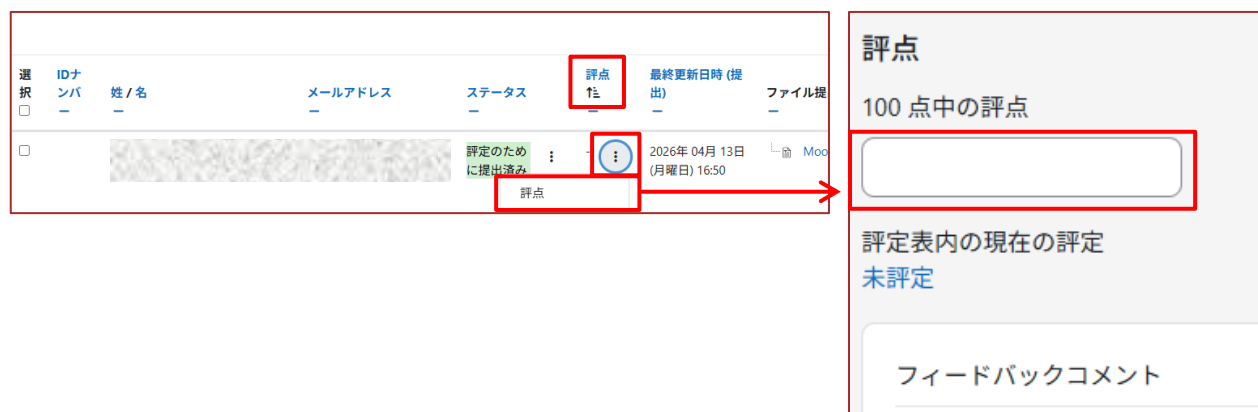 選択
IDナンバ
姓 / 名
メールアドレス
ステータス
評点
最終更新日時 (提出)
ファイル提
評定のために提出済み
-
2026年 04月 13日 (月曜日) 16:50
Moo
評点
評点
100 点中の評点
評定表内の現在の評定
未評定
フィードバックコメント